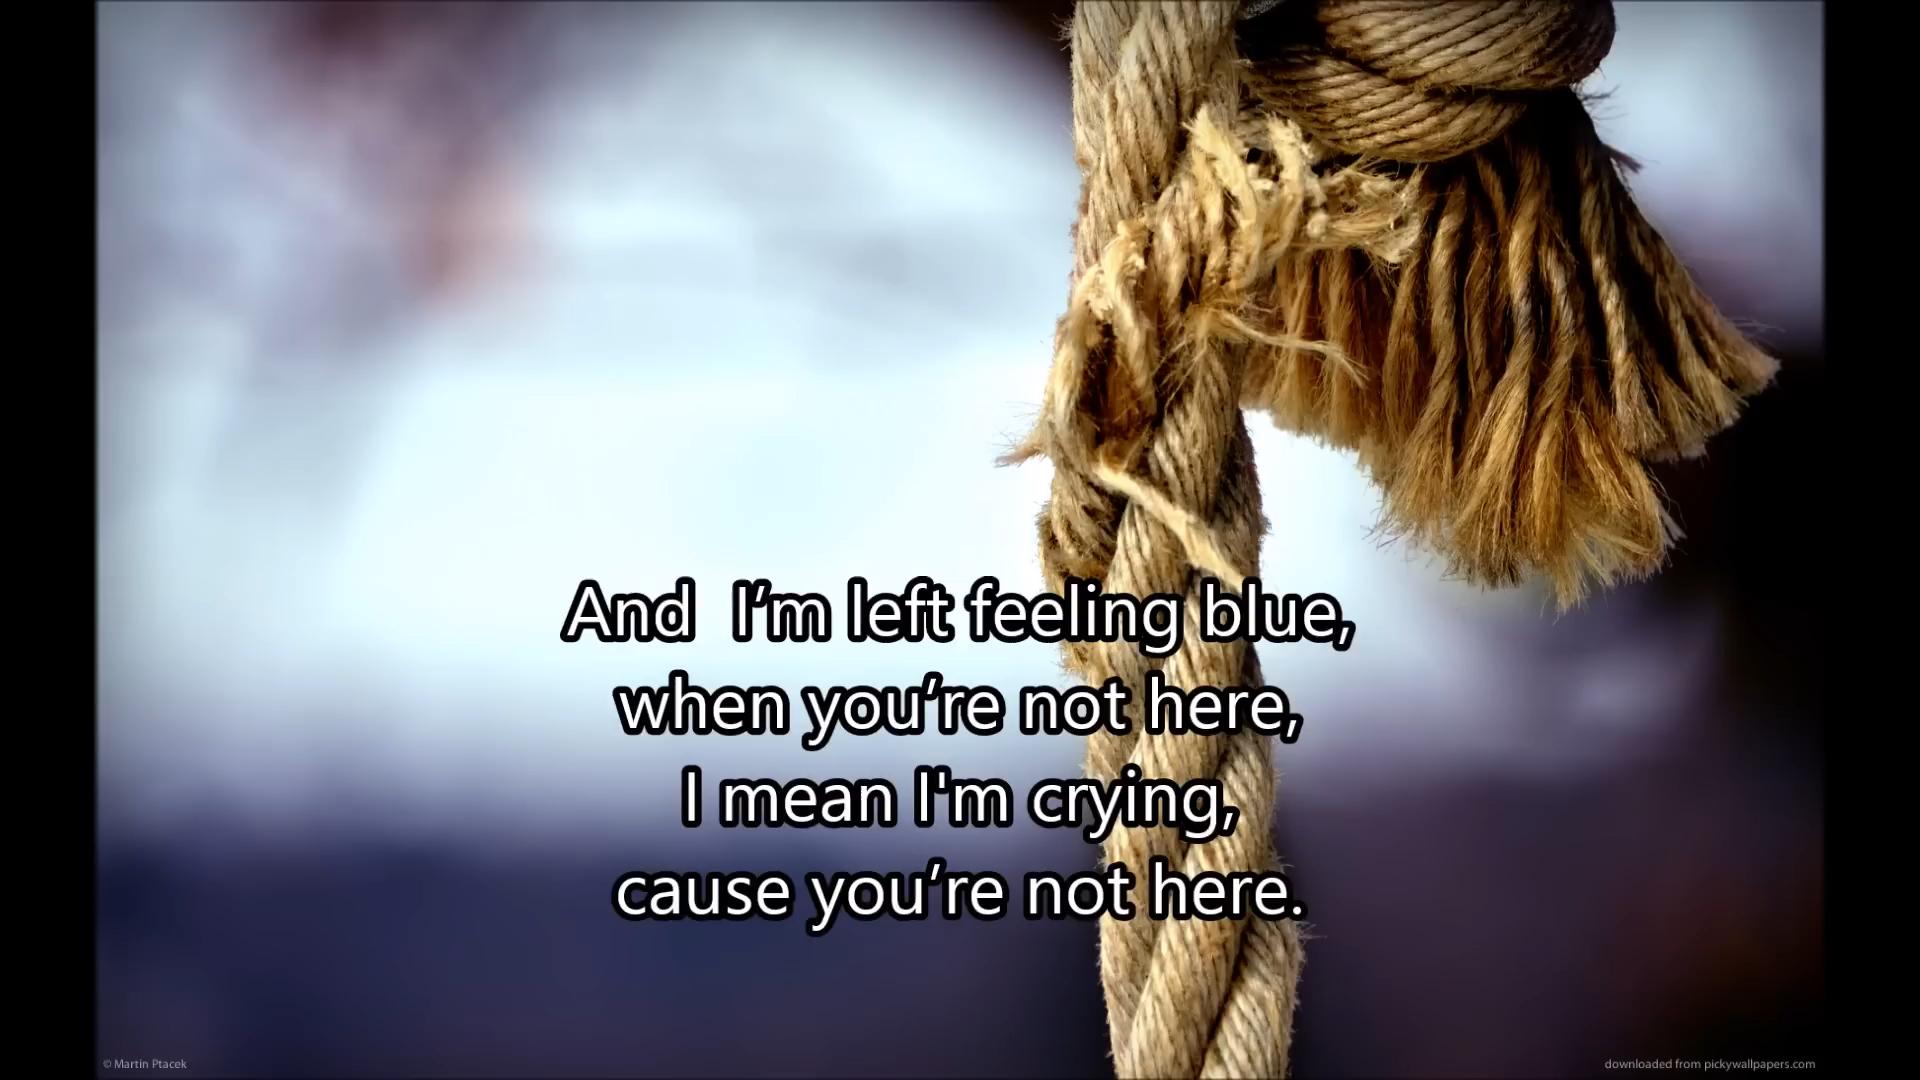 And  I’m left feeling blue,
when you’re not here,
I mean I'm crying,
cause you’re not here.
© Martin Ptacek
downloaded from pickywallpapers.com